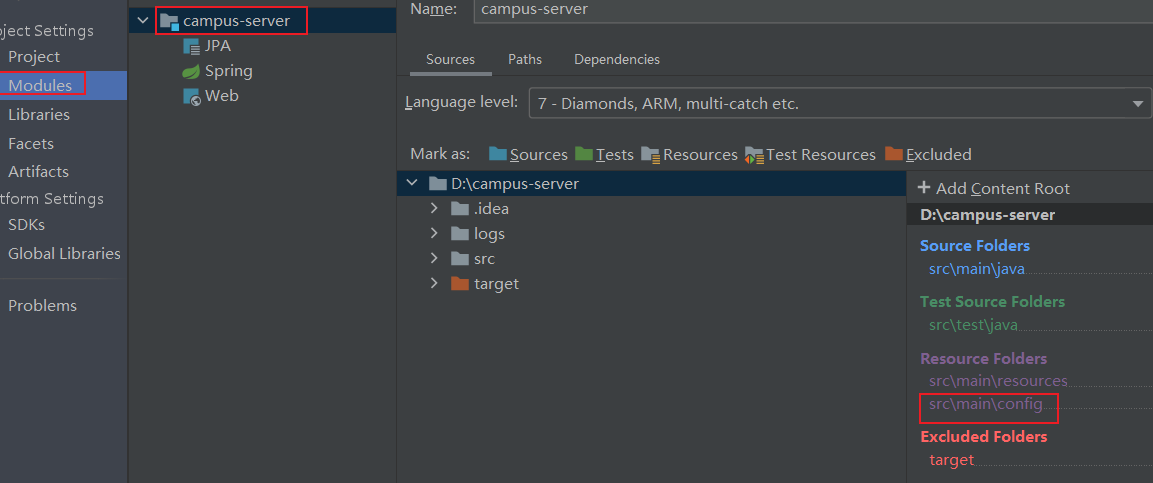 oject Settings
Project
Modules
Libraries
Facets
Artifacts
tform Settings
SDKs
Global Libraries
Problems
campus-server
JPA
Spring
Web
Name: campus-server
Sources Paths Dependencies
Language level: 7 - Diamonds, ARM, multi-catch etc.
Mark as: Sources Tests Resources Test Resources Excluded
D:\campus-server
.idea
logs
src
target
+ Add Content Root
D:\campus-server
Source Folders
src\main\java
Test Source Folders
src\test\java
Resource Folders
src\main\resources
src\main\config
Excluded Folders
target